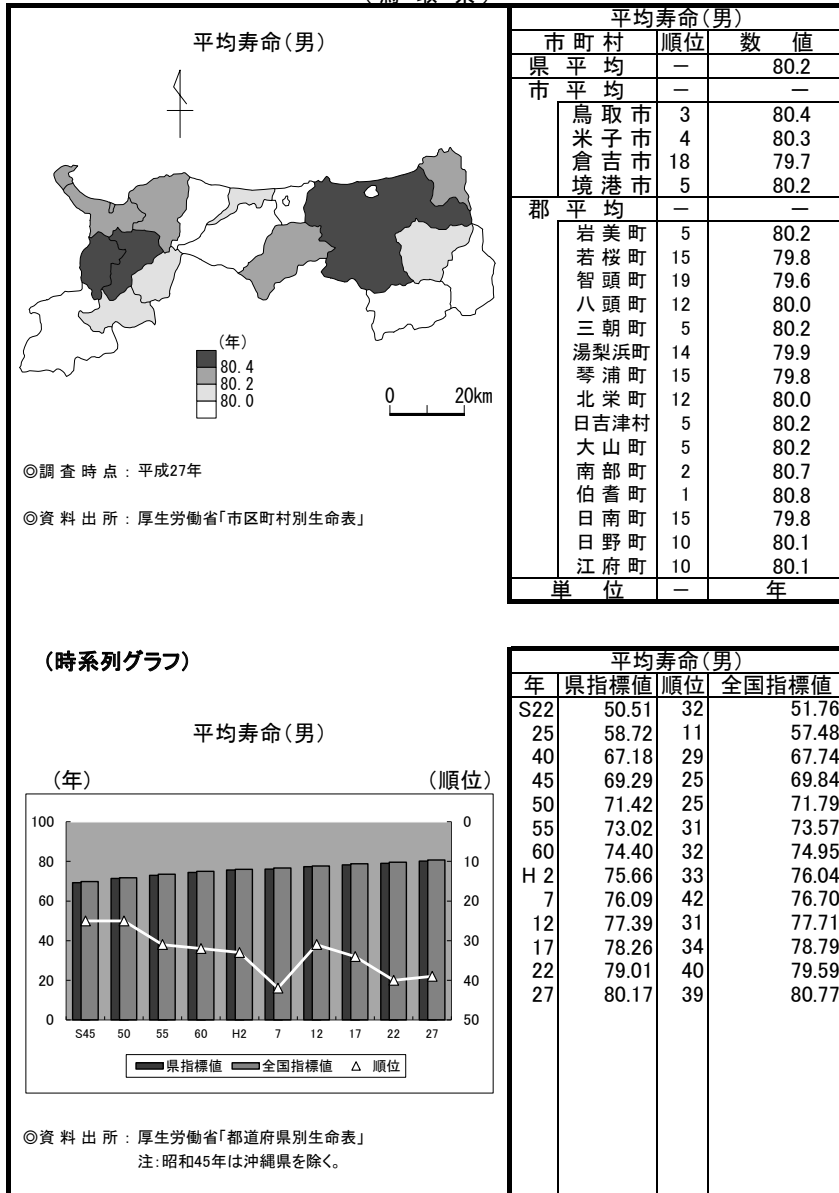 平均寿命(男)
(年)
80.4
80.2
80.0
0 20km
◎調査時点：平成27年
◎資料出所：厚生労働省「市区町村別生命表」
平均寿命(男)
市町村 順位 数値
県平均 － 80.2
市平均 － －
鳥取市 3 80.4
米子市 4 80.3
倉吉市 18 79.7
境港市 5 80.2
郡平均 － －
岩美町 5 80.2
若桜町 15 79.8
智頭町 19 79.6
八頭町 12 80.0
三朝町 5 80.2
湯梨浜町 14 79.9
琴浦町 15 79.8
北栄町 12 80.0
日吉津村 5 80.2
大山町 5 80.2
南部町 2 80.7
伯耆町 1 80.8
日南町 15 79.8
日野町 10 80.1
江府町 10 80.1
単位 － 年
(時系列グラフ)
平均寿命(男)
(年) (順位)
100 0
80 10
60 20
40 30
20 40
0 50
S45 50 55 60 H2 7 12 17 22 27
県指標値 全国指標値 順位
◎資料出所：厚生労働省「都道府県別生命表」
注：昭和45年は沖縄県を除く。
平均寿命(男)
年 県指標値 順位 全国指標値
S22 50.51 32 51.76
25 58.72 11 57.48
40 67.18 29 67.74
45 69.29 25 69.84
50 71.42 25 71.79
55 73.02 31 73.57
60 74.40 32 74.95
H 2 75.66 33 76.04
7 76.09 42 76.70
12 77.39 31 77.71
17 78.26 34 78.79
22 79.01 40 79.59
27 80.17 39 80.77